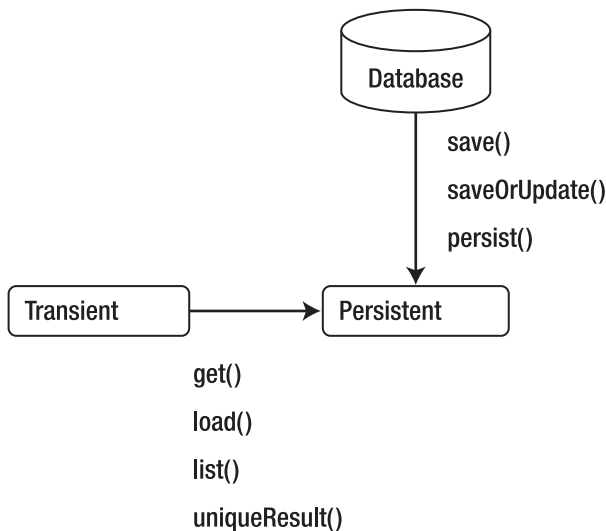 Database
save()
saveOrUpdate()
persist()
Transient
Persistent
get()
load()
list()
uniqueResult()